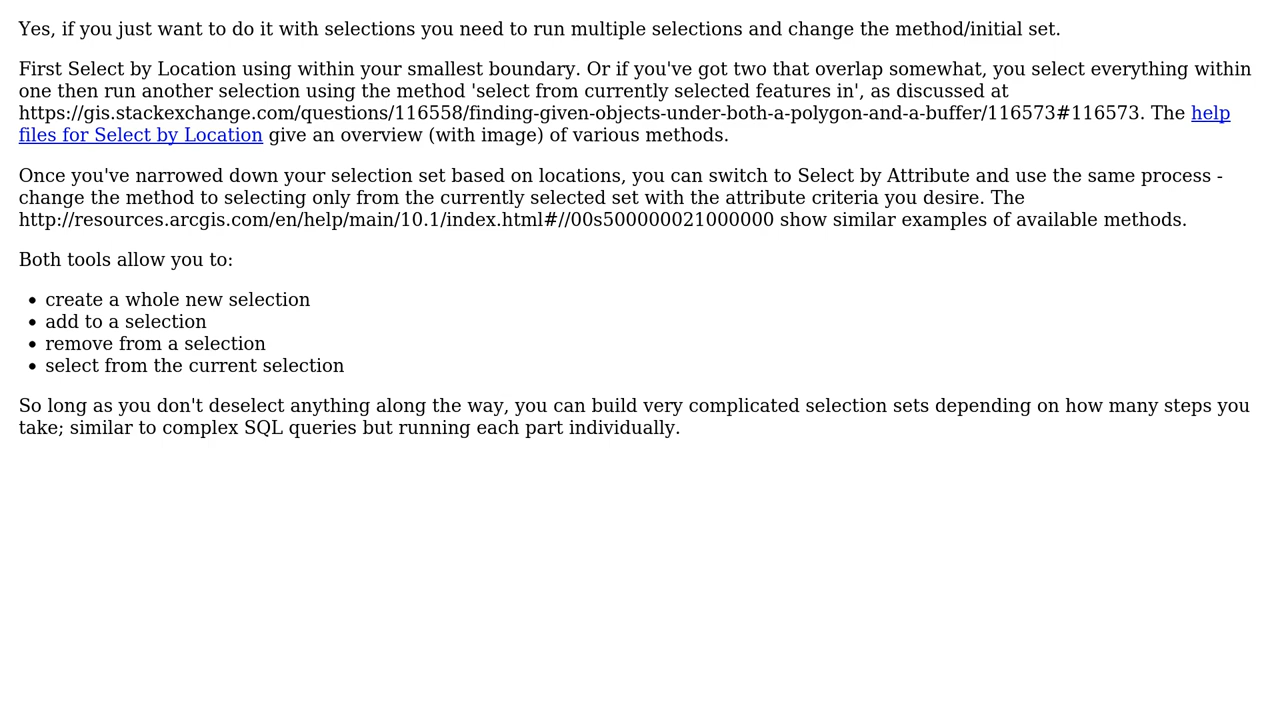 Yes, if you just want to do it with selections you need to run multiple selections and change the method/initial set.
First Select by Location using within your smallest boundary. Or if you've got two that overlap somewhat, you select everything within
one then run another selection using the method 'select from currently selected features in', as discussed at
https://gis.stackexchange.com/questions/116558/finding-given-objects-under-both-a-polygon-and-a-buffer/116573#116573. The help
files for Select by Location give an overview (with image) of various methods.
Once you've narrowed down your selection set based on locations, you can switch to Select by Attribute and use the same process -
change the method to selecting only from the currently selected set with the attribute criteria you desire. The
http://resources.arcgis.com/en/help/main/10.1/index.html#//00s500000021000000 show similar examples of available methods.
Both tools allow you to:
• create a whole new selection
• add to a selection
• remove from a selection
• select from the current selection
So long as you don't deselect anything along the way, you can build very complicated selection sets depending on how many steps you
take; similar to complex SQL queries but running each part individually.